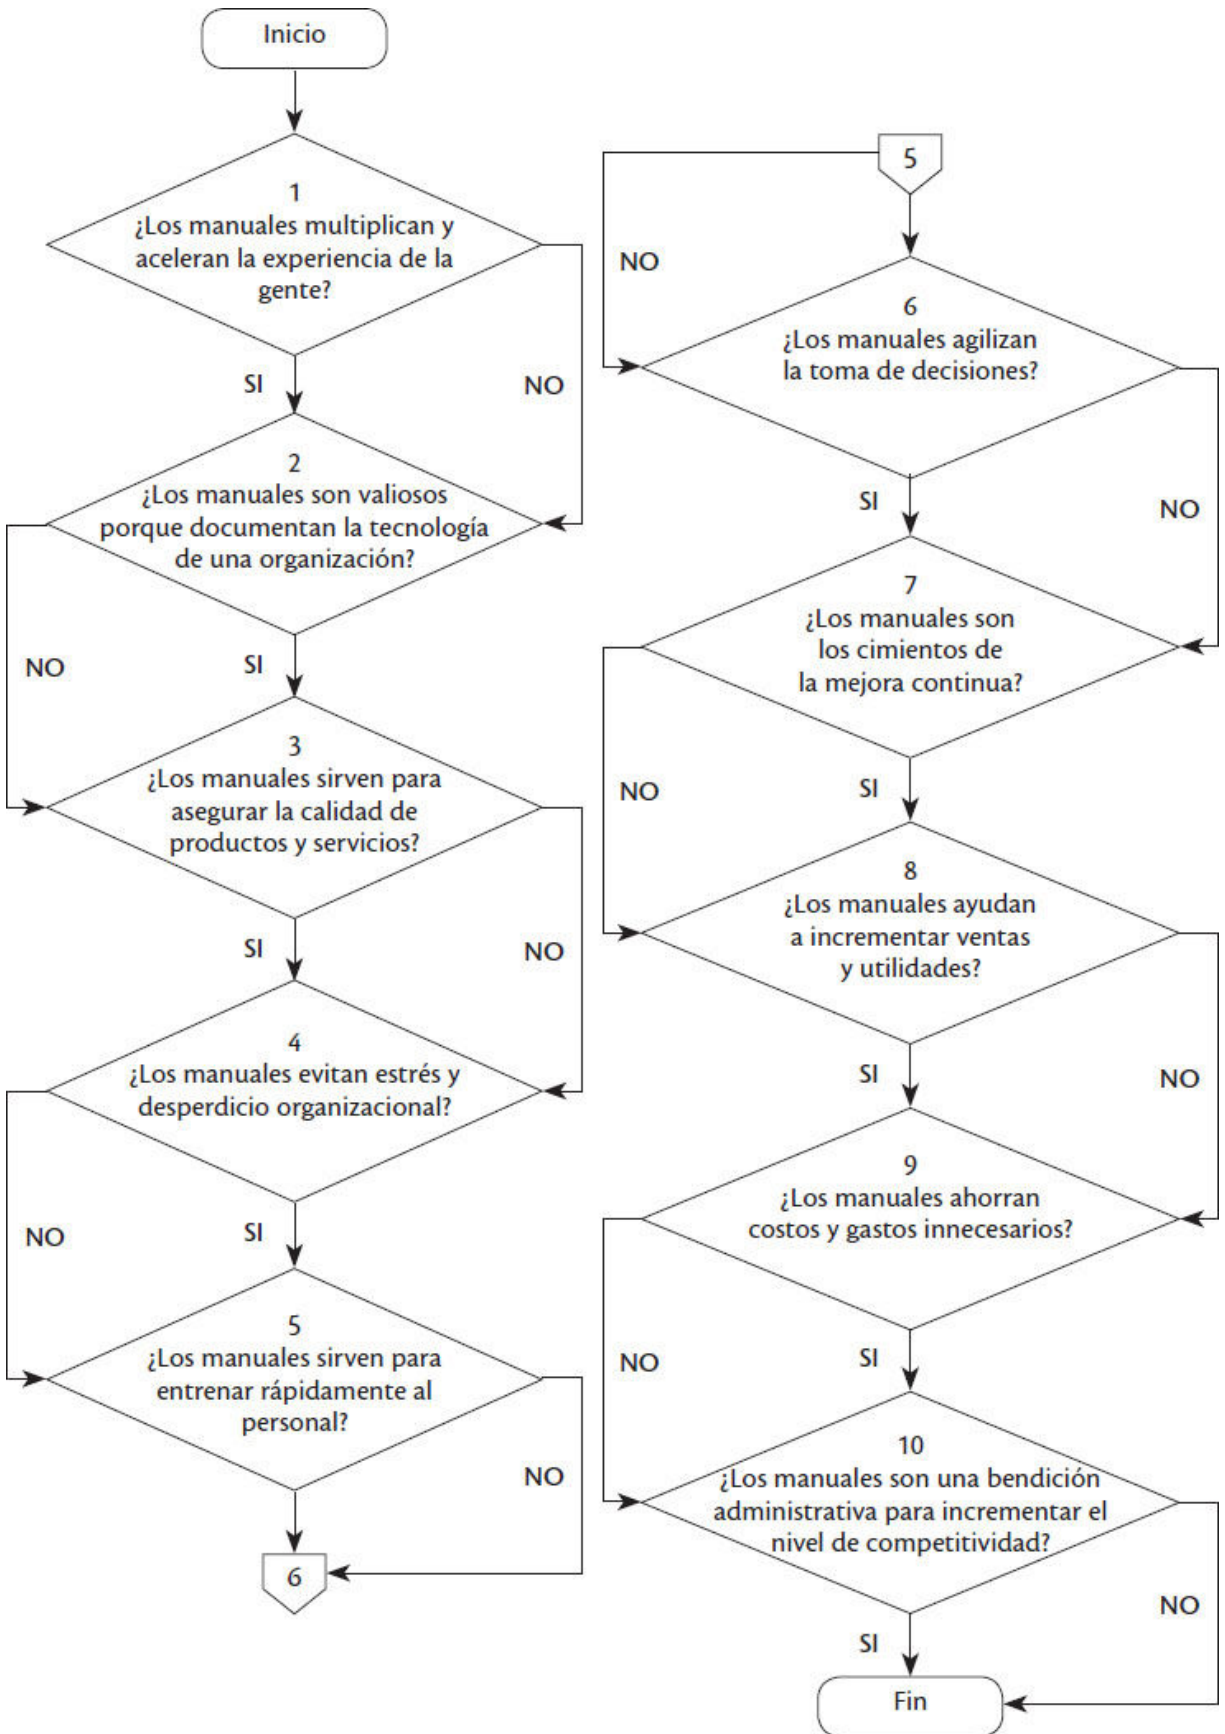 Inicio
1
¿Los manuales multiplican y
aceleran la experiencia de la
gente?
SI
NO
2
¿Los manuales son valiosos
porque documentan la tecnología
de una organización?
NO
SI
3
¿Los manuales sirven para
asegurar la calidad de
productos y servicios?
SI
NO
4
¿Los manuales evitan estrés y
desperdicio organizacional?
NO
SI
5
¿Los manuales sirven para
entrenar rápidamente al
personal?
NO
6
5
NO
6
¿Los manuales agilizan
la toma de decisiones?
SI
NO
7
¿Los manuales son
los cimientos de
la mejora continua?
NO
SI
8
¿Los manuales ayudan
a incrementar ventas
y utilidades?
SI
NO
9
¿Los manuales ahorran
costos y gastos innecesarios?
NO
SI
10
¿Los manuales son una bendición
administrativa para incrementar el
nivel de competitividad?
NO
SI
Fin